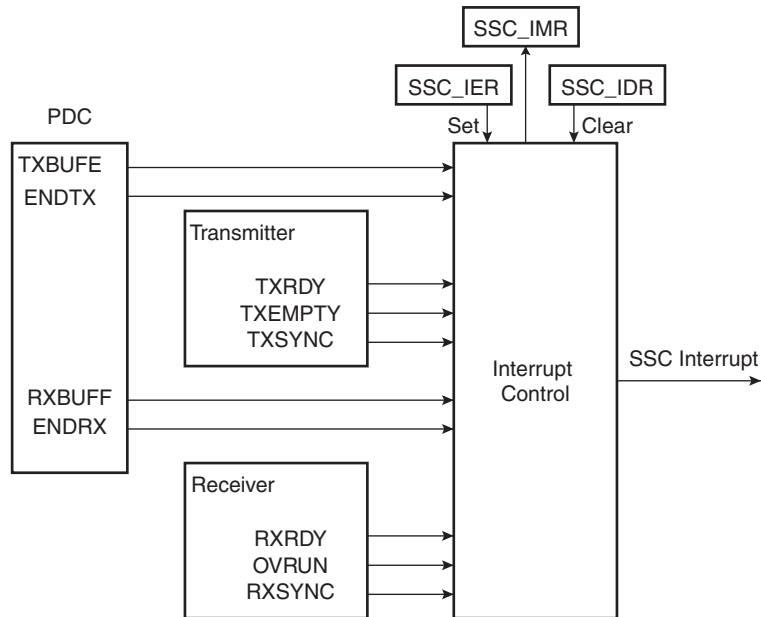 SSC_IMR
SSC_IER
SSC_IDR
PDC
Set
Clear
TXBUFE
ENDTX
Transmitter
TXRDY
TXEMPTY
TXSYNC
RXBUFF
ENDRX
Interrupt
Control
SSC Interrupt
Receiver
RXRDY
OVRUN
RXSYNC